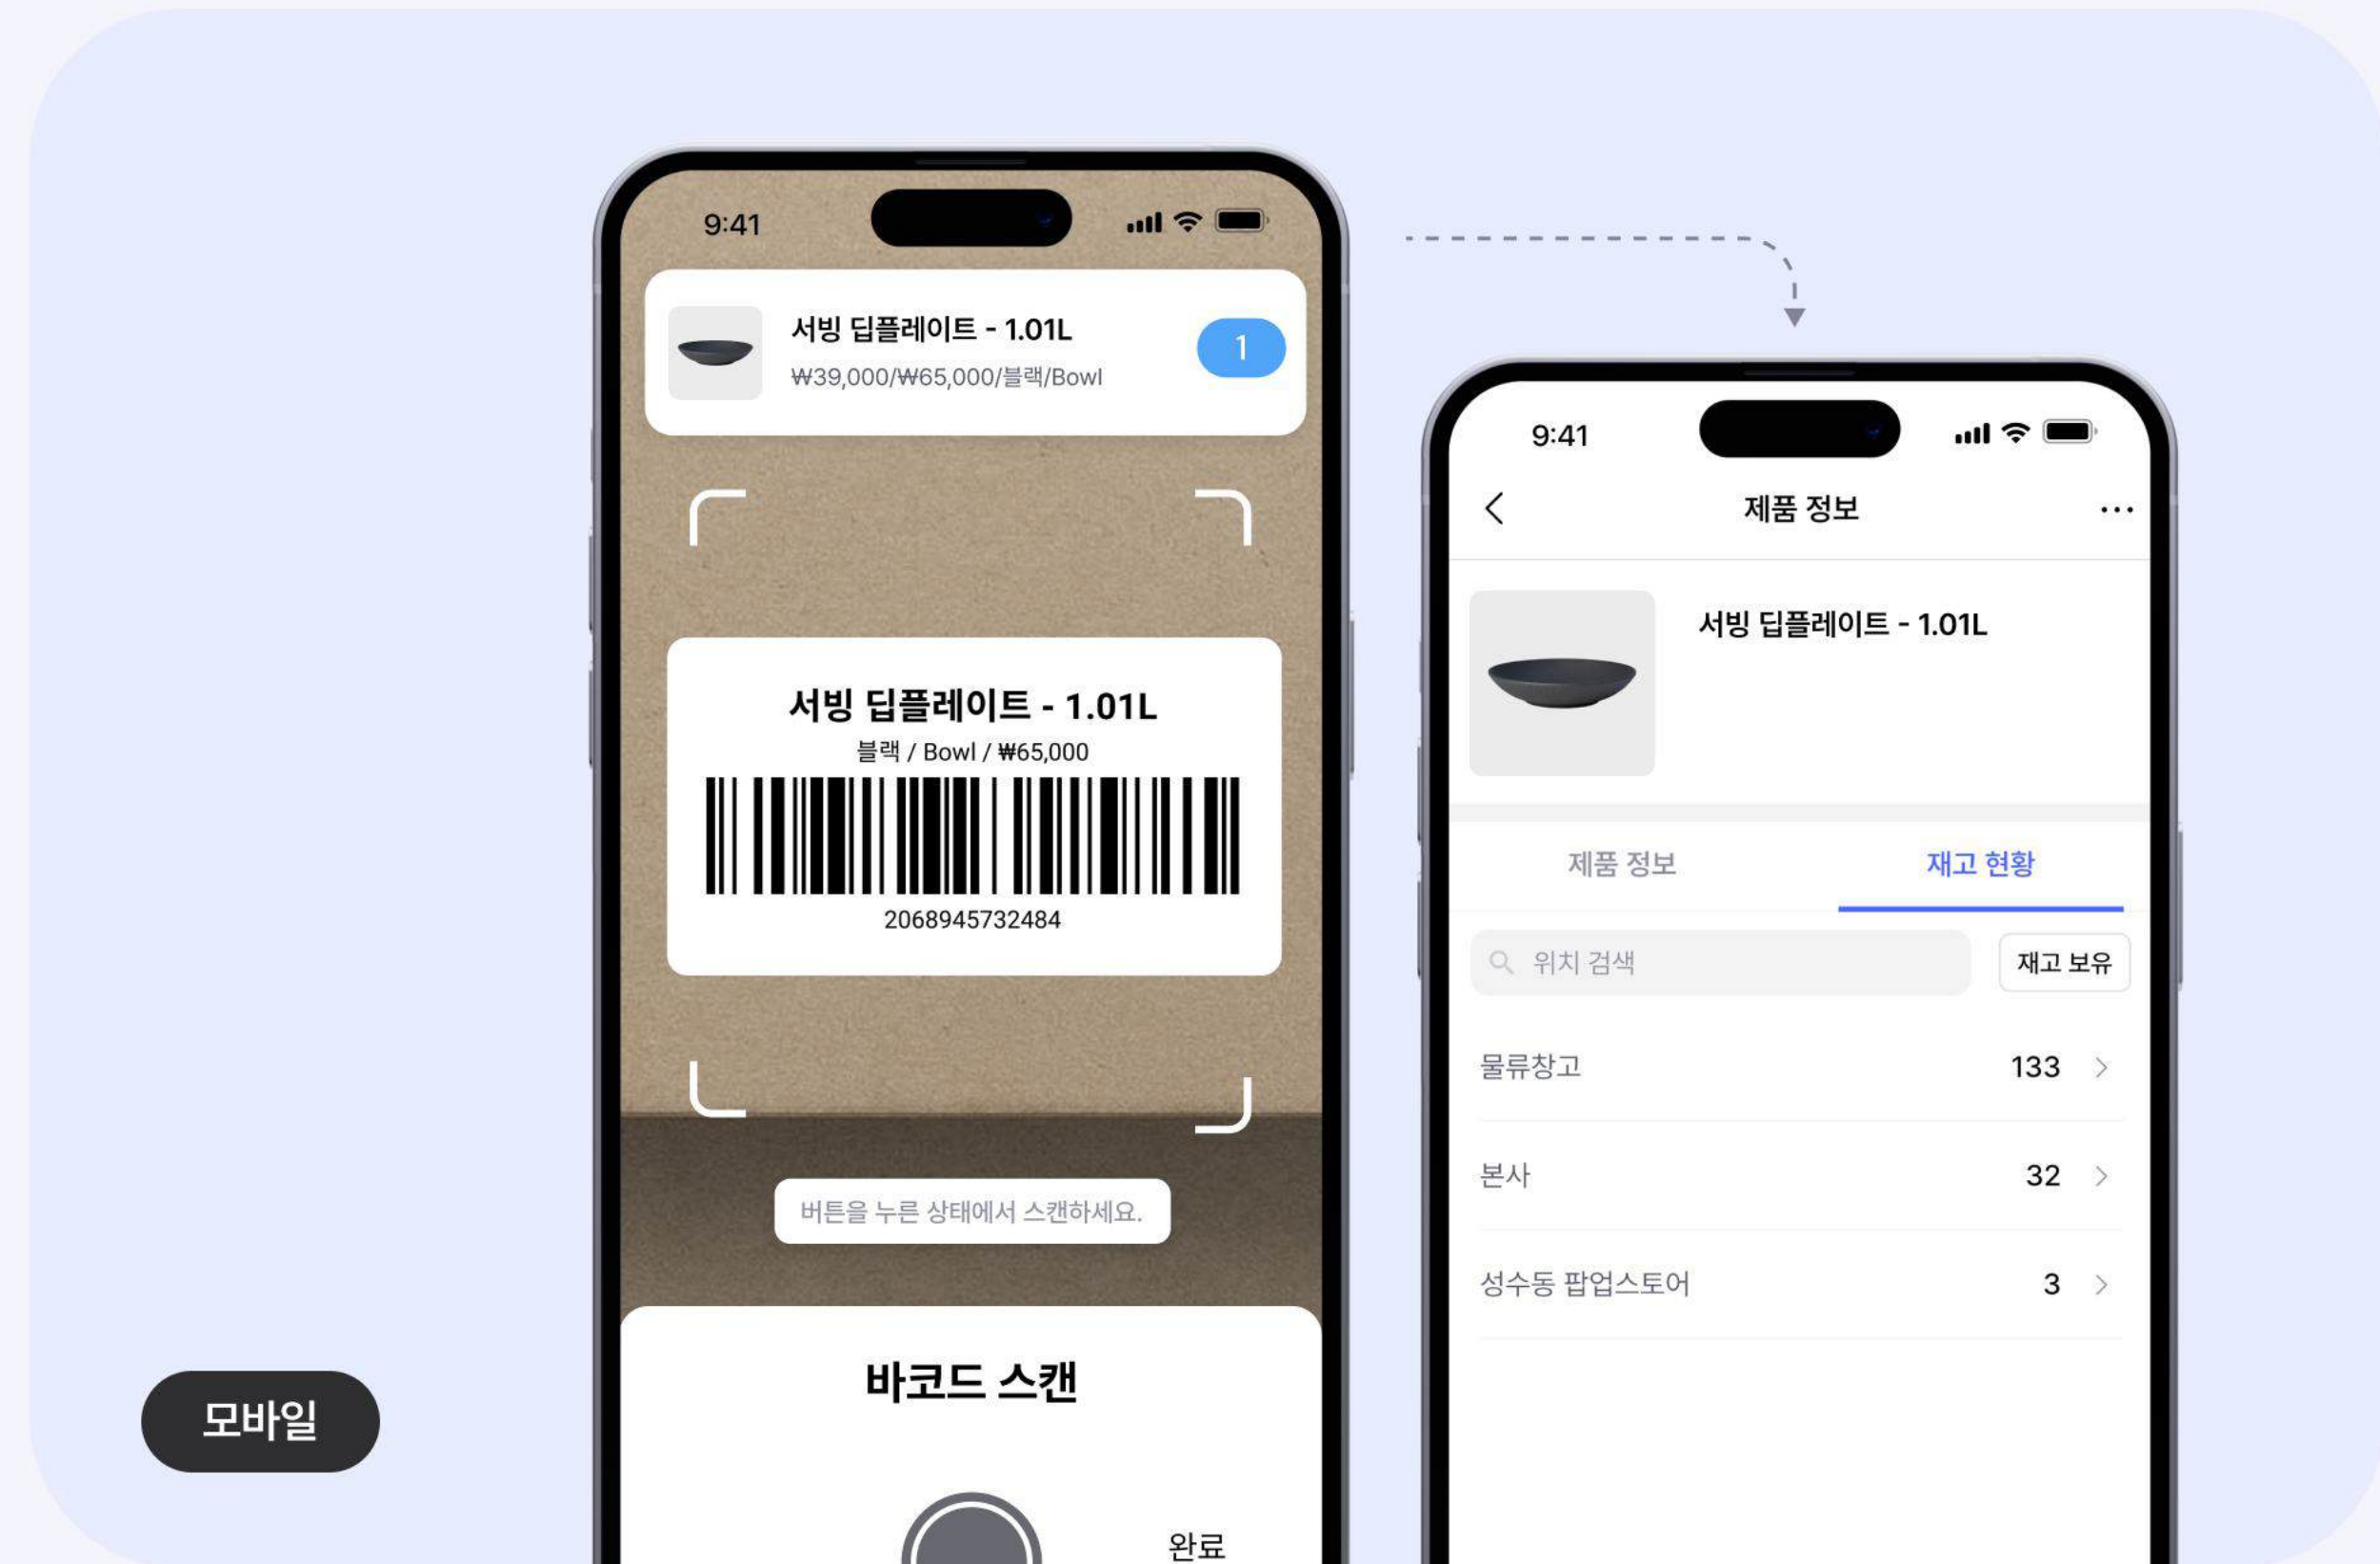 9:41
서빙 딥플레이트 - 1.01L
₩39,000/₩65,000/블랙/Bowl
1
서빙 딥플레이트 - 1.01L
블랙 / Bowl / ₩65,000
2068945732484
버튼을 누른 상태에서 스캔하세요.
바코드 스캔
완료
9:41
제품 정보
서빙 딥플레이트 - 1.01L
제품 정보 재고 현황
위치 검색 재고 보유
물류창고 133
본사 32
성수동 팝업스토어 3
모바일